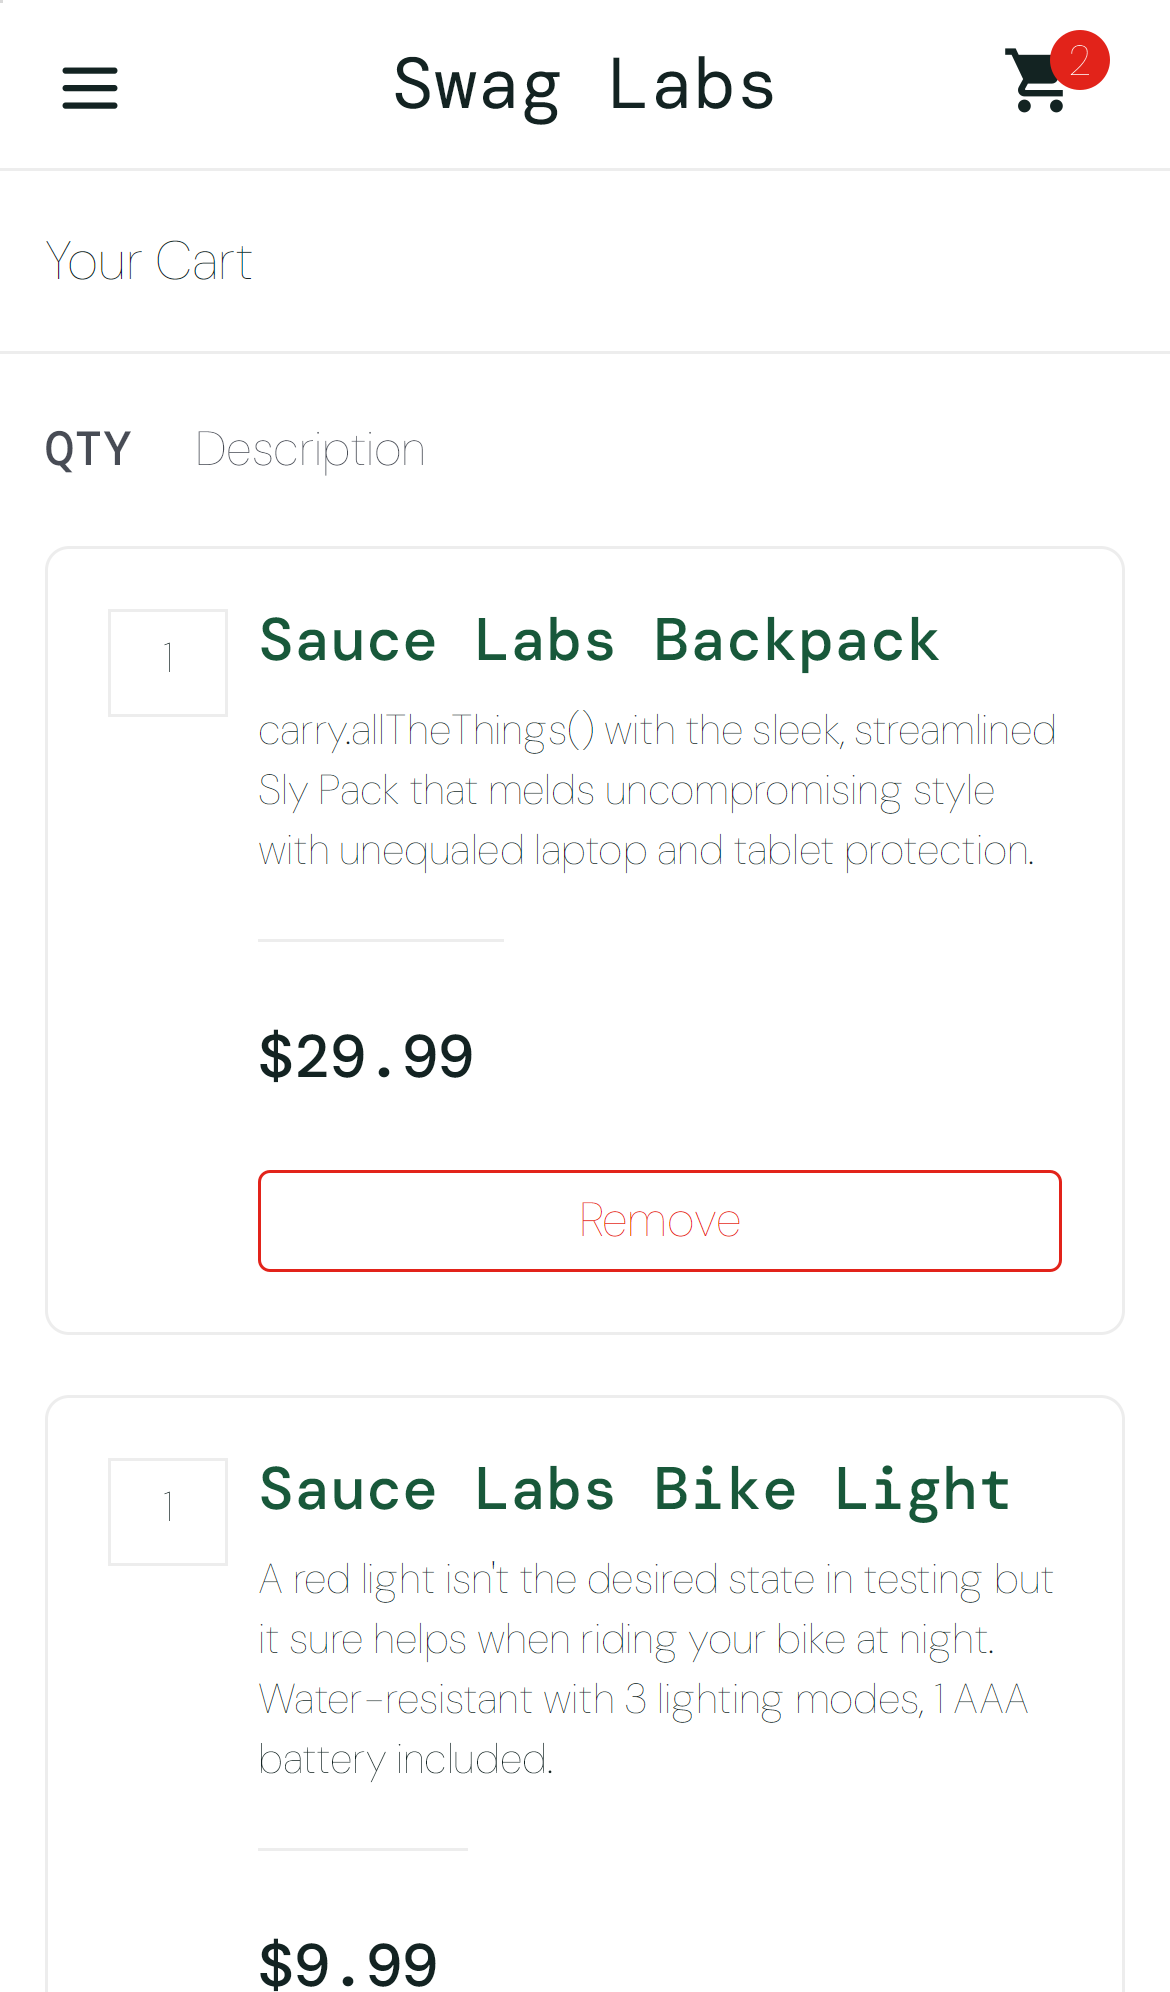 Swag Labs
2
Your Cart
QTY Description
1
Sauce Labs Backpack
carry.allTheThings() with the sleek, streamlined
Sly Pack that melds uncompromising style
with unequaled laptop and tablet protection.
$29.99
Remove
1
Sauce Labs Bike Light
A red light isn't the desired state in testing but
it sure helps when riding your bike at night.
Water-resistant with 3 lighting modes, 1 AAA
battery included.
$9.99